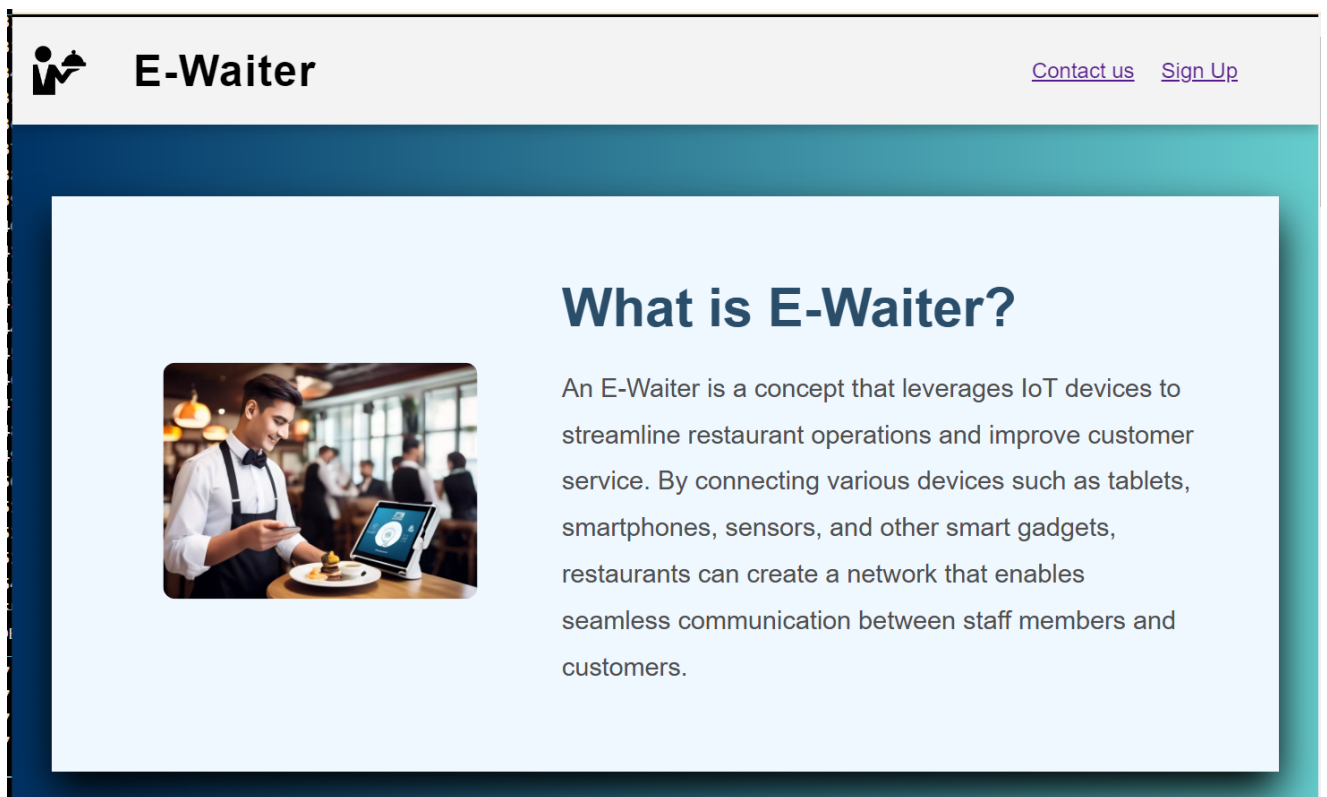 E-Waiter
Contact us Sign Up
What is E-Waiter?
An E-Waiter is a concept that leverages IoT devices to
streamline restaurant operations and improve customer
service. By connecting various devices such as tablets,
smartphones, sensors, and other smart gadgets,
restaurants can create a network that enables
seamless communication between staff members and
customers.